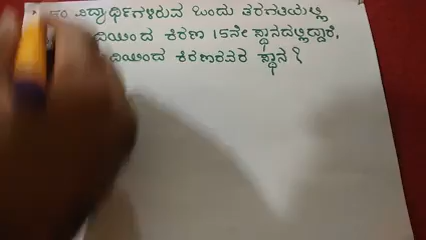 ವಿದ್ಯಾರ್ಥಿಗಳಿರುವ ಒಂದು ತರಗತಿಯಲ್ಲಿ
ಕಿರಣ 15ನೇ ಸ್ಥಾನದಲ್ಲಿದ್ದಾರೆ,
ಕಿರಣರವರ ಸ್ಥಾನ ?